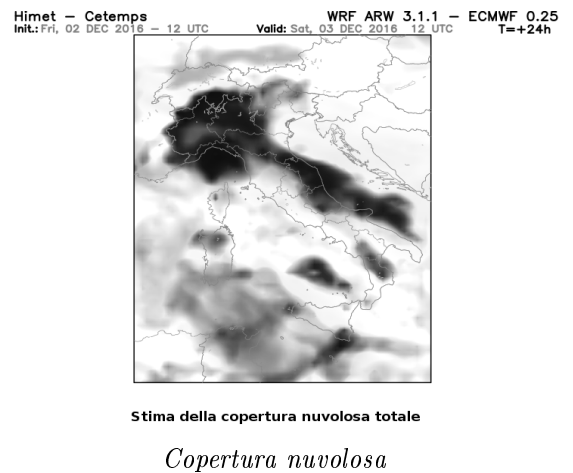 Himet – Cetemps WRF ARW 3.1.1 – ECMWF 0.25
Init.: Fri, 02 DEC 2016 – 12 UTC Valid: Sat, 03 DEC 2016 12 UTC T=+24h
Stima della copertura nuvolosa totale
Copertura nuvolosa